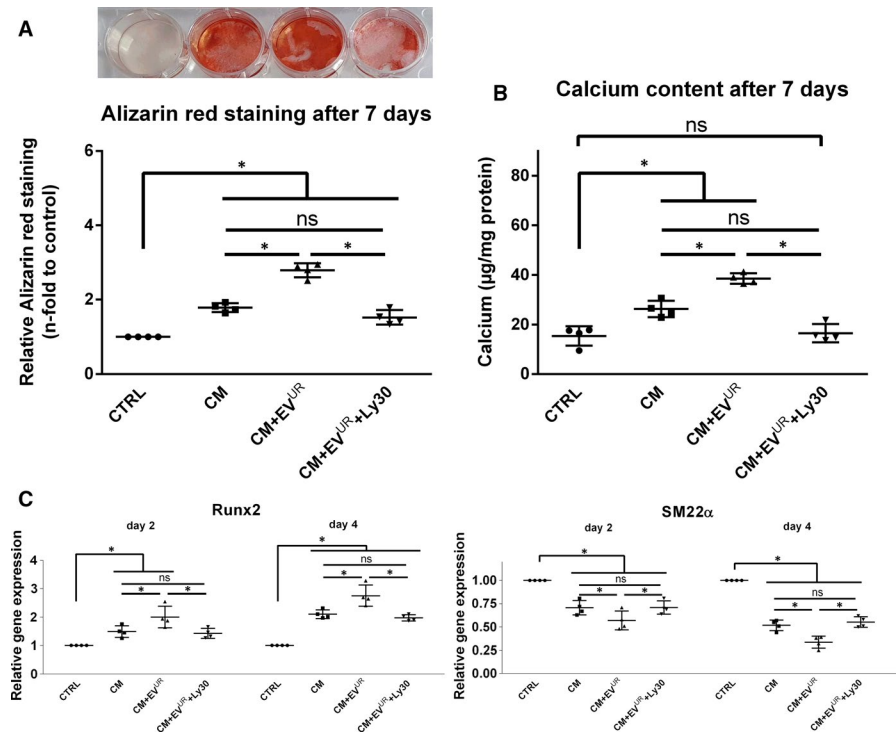 A
Alizarin red staining after 7 days
Relative Alizarin red staining
(n-fold to control)
6
4
2
0
*
ns
* *
CTRL
CM
CM+EV^UR
CM+EV^UR+Ly30
B
Calcium content after 7 days
Calcium (µg/mg protein)
80
60
40
20
0
ns
*
ns
* *
CTRL
CM
CM+EV^UR
CM+EV^UR+Ly30
C
Runx2
day 2
day 4
Relative gene expression
4
3
2
1
0
*
ns
* *
*
ns
* *
CTRL
CM
CM+EV^UR
CM+EV^UR+Ly30
CTRL
CM
CM+EV^UR
CM+EV^UR+Ly30
SM22α
day 2
day 4
Relative gene expression
1.00
0.75
0.50
0.25
0.00
*
ns
* *
*
ns
* *
CTRL
CM
CM+EV^UR
CM+EV^UR+Ly30
CTRL
CM
CM+EV^UR
CM+EV^UR+Ly30